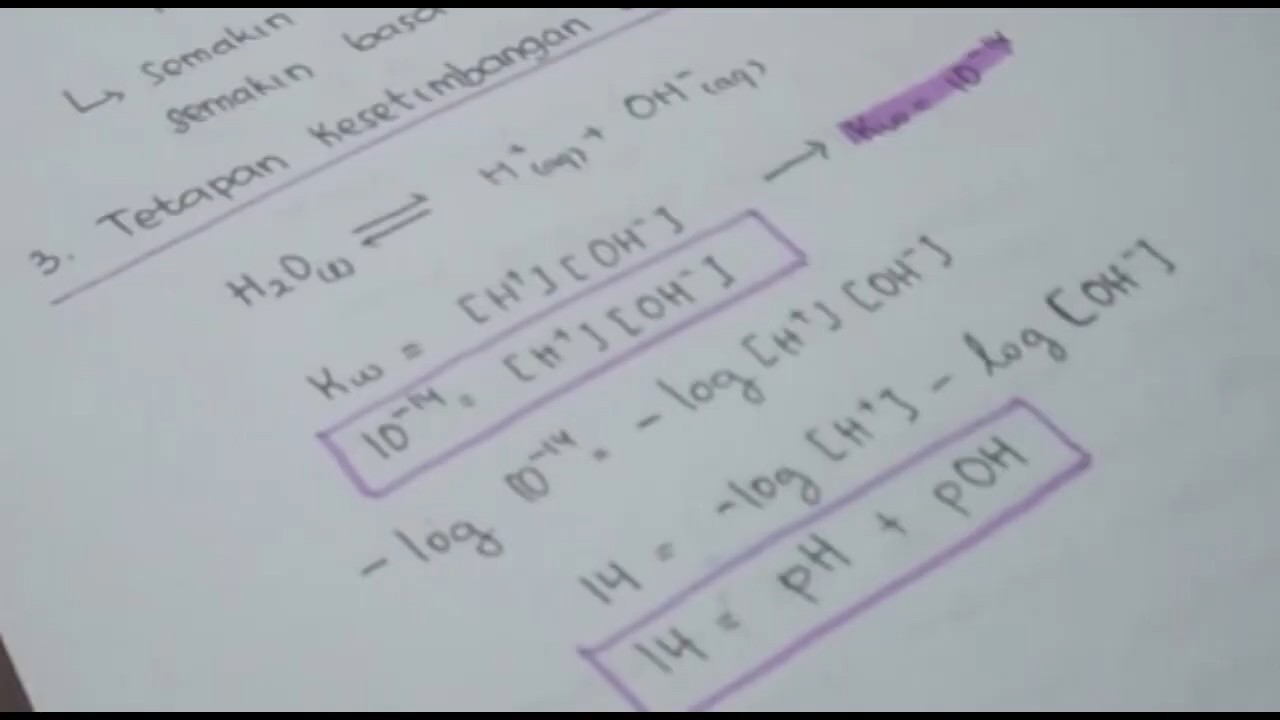 ↳ Semakin
semakin basa
3. Tetapan Kesetimbangan
H₂O(l) ⇌ H⁺(aq) + OH⁻(aq)
Kw = [H⁺] [OH⁻] → Kw = 10⁻¹⁴
10⁻¹⁴ = [H⁺] [OH⁻]
- log 10⁻¹⁴ = - log [H⁺] [OH⁻]
14 = -log [H⁺] - log [OH⁻]
14 = pH + pOH